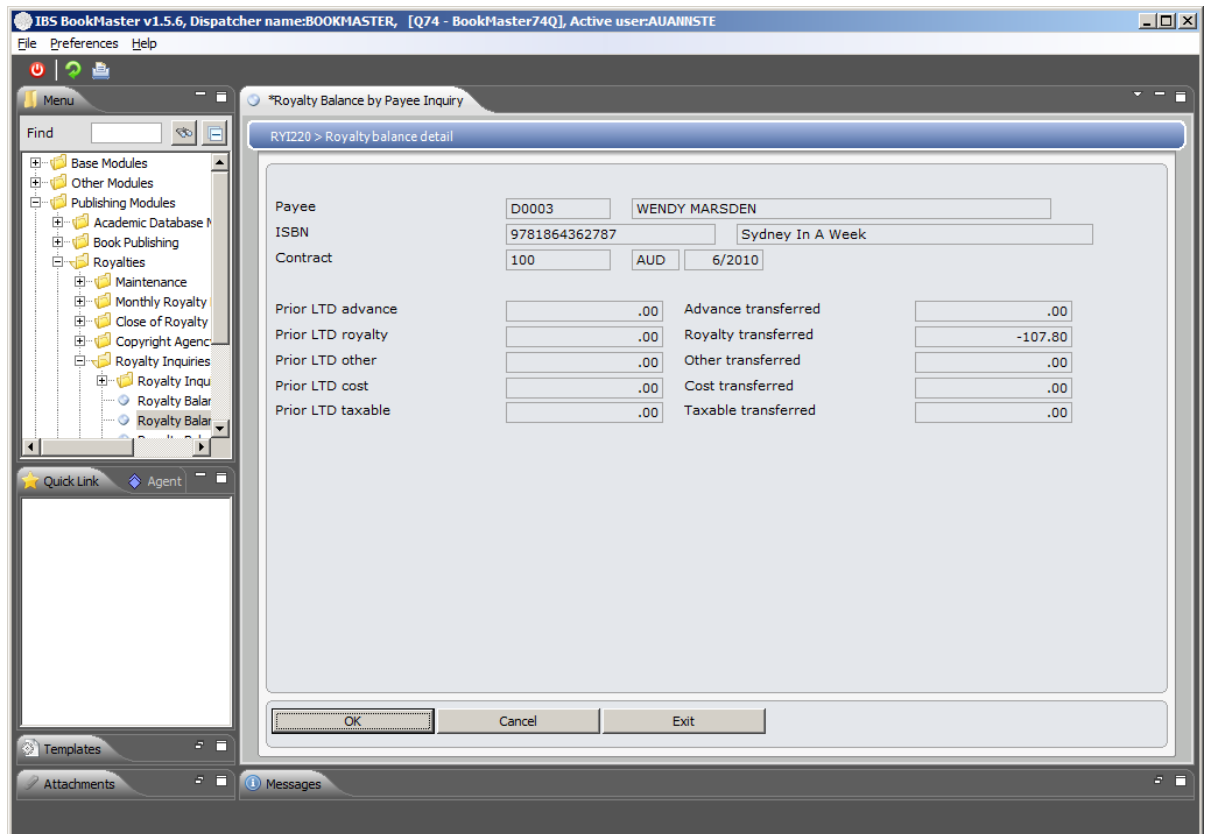 IBS BookMaster v1.5.6, Dispatcher name:BOOKMASTER, [Q74 - BookMaster74Q], Active user:AUANNSTE
File Preferences Help
Menu
Find
Base Modules
Other Modules
Publishing Modules
Academic Database
Book Publishing
Royalties
Maintenance
Monthly Royalty
Close of Royalty
Copyright Agenc
Royalty Inquiries
Royalty Inqu
Royalty Balar
Royalty Balar
Quick Link Agent
Templates
Attachments
*Royalty Balance by Payee Inquiry
RYI220 > Royalty balance detail
Payee D0003 WENDY MARSDEN
ISBN 9781864362787 Sydney In A Week
Contract 100 AUD 6/2010
Prior LTD advance .00 Advance transferred .00
Prior LTD royalty .00 Royalty transferred -107.80
Prior LTD other .00 Other transferred .00
Prior LTD cost .00 Cost transferred .00
Prior LTD taxable .00 Taxable transferred .00
OK Cancel Exit
Messages